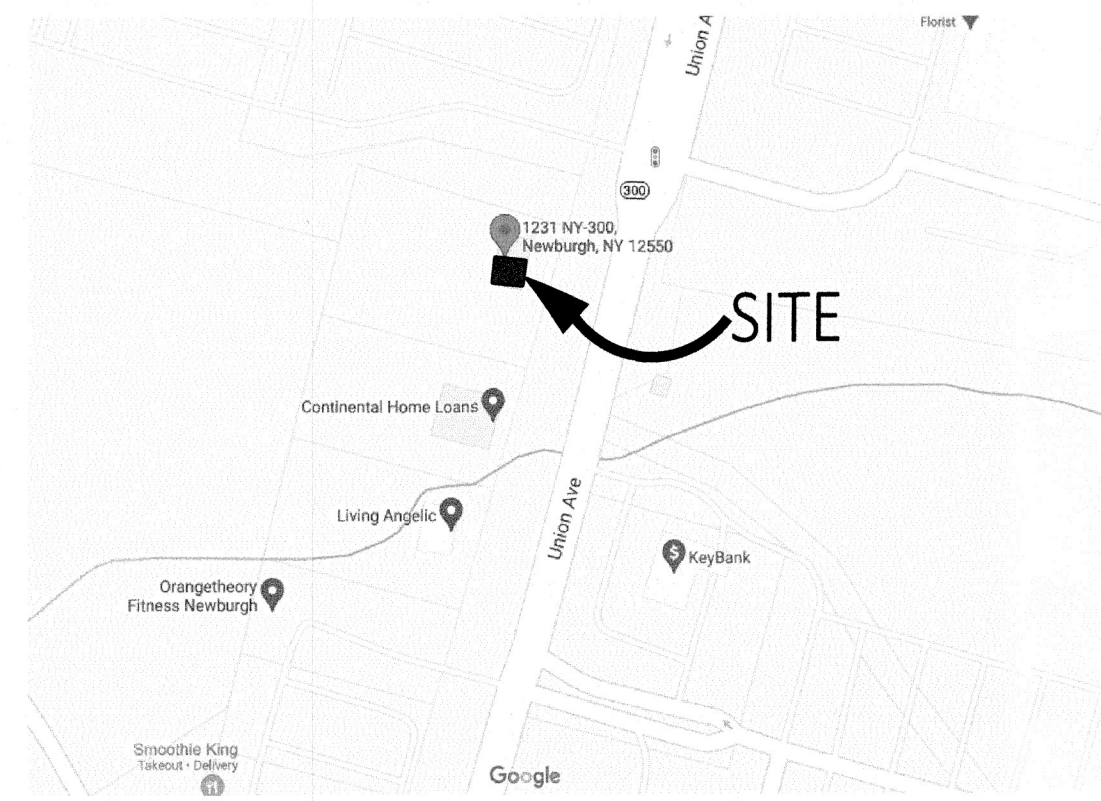 Florist
Union A
300
1231 NY-300,
Newburgh, NY 12550
SITE
Continental Home Loans
Living Angelic
Union Ave
$ KeyBank
Orangetheory
Fitness Newburgh
Smoothie King
Takeout • Delivery
Google